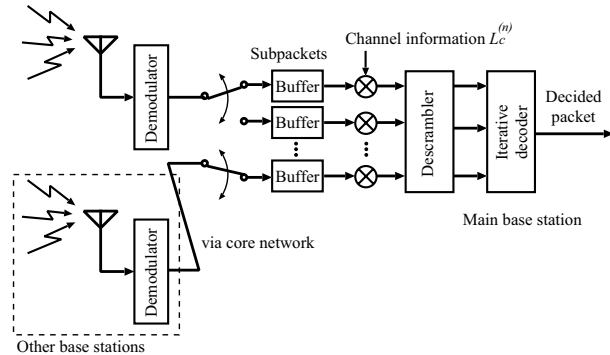 Channel information Lc(n)
Subpackets
Demodulator
Buffer
Buffer
Buffer
Descrambler
Iterative
decoder
Decided
packet
Main base station
via core network
Demodulator
Other base stations